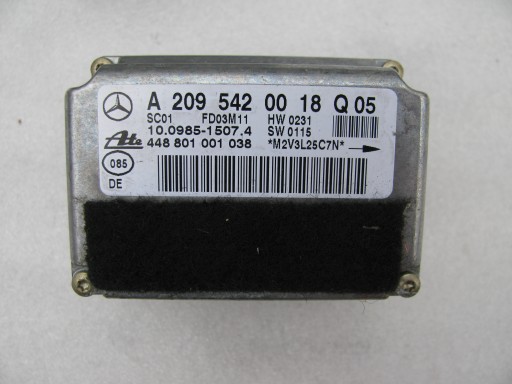 A 209 542 00 18 Q 05
SC01 FD03M11 HW 0231
10.0985-1507.4 SW 0115
Ate 448 801 001 038 *M2V3L25C7N*
085
DE